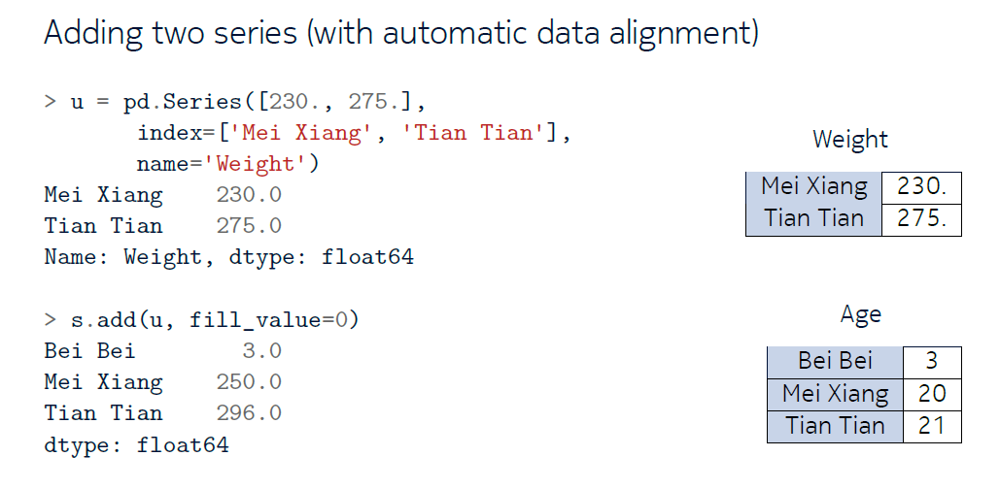 Adding two series (with automatic data alignment)
> u = pd.Series([230., 275.],
index=['Mei Xiang', 'Tian Tian'],
name='Weight')
Mei Xiang    230.0
Tian Tian    275.0
Name: Weight, dtype: float64
> s.add(u, fill_value=0)
Bei Bei        3.0
Mei Xiang    250.0
Tian Tian    296.0
dtype: float64
Weight
Mei Xiang 230.
Tian Tian 275.
Age
Bei Bei 3
Mei Xiang 20
Tian Tian 21